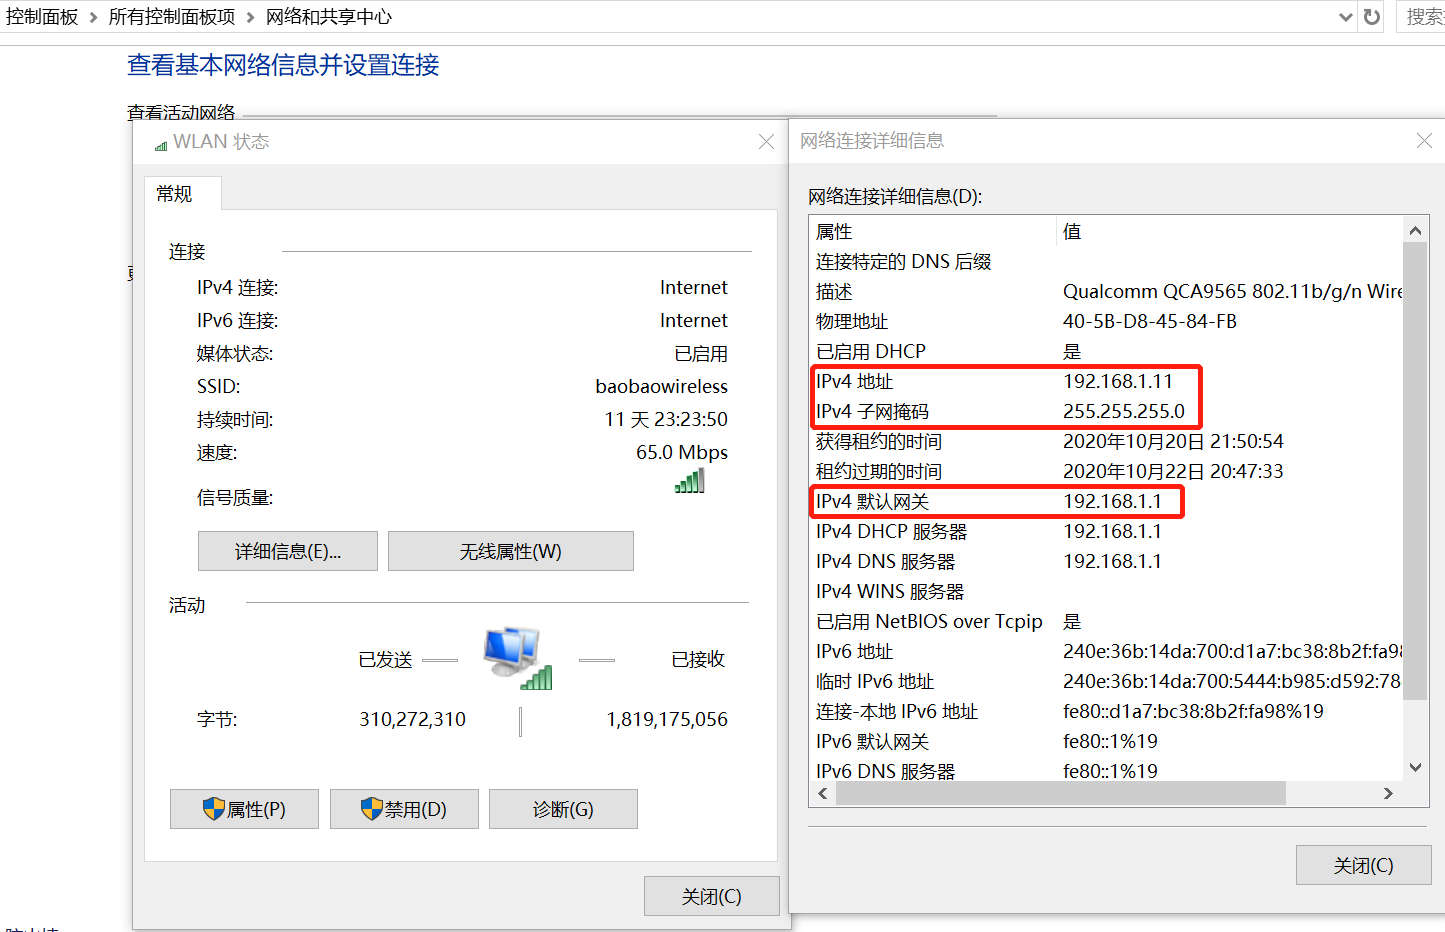 控制面板 > 所有控制面板项 > 网络和共享中心
搜索
查看基本网络信息并设置连接
查看活动网络
WLAN 状态
常规
连接
IPv4 连接: Internet
IPv6 连接: Internet
媒体状态: 已启用
SSID: baobaowireless
持续时间: 11 天 23:23:50
速度: 65.0 Mbps
信号质量:
详细信息(E)... 无线属性(W)
活动
已发送 已接收
字节: 310,272,310 1,819,175,056
属性(P) 禁用(D) 诊断(G)
关闭(C)
网络连接详细信息
网络连接详细信息(D):
属性 值
连接特定的 DNS 后缀
描述 Qualcomm QCA9565 802.11b/g/n Wire
物理地址 40-5B-D8-45-84-FB
已启用 DHCP 是
IPv4 地址 192.168.1.11
IPv4 子网掩码 255.255.255.0
获得租约的时间 2020年10月20日 21:50:54
租约过期的时间 2020年10月22日 20:47:33
IPv4 默认网关 192.168.1.1
IPv4 DHCP 服务器 192.168.1.1
IPv4 DNS 服务器 192.168.1.1
IPv4 WINS 服务器
已启用 NetBIOS over Tcpip 是
IPv6 地址 240e:36b:14da:700:d1a7:bc38:8b2f:fa9
临时 IPv6 地址 240e:36b:14da:700:5444:b985:d592:78
连接-本地 IPv6 地址 fe80::d1a7:bc38:8b2f:fa98%19
IPv6 默认网关 fe80::1%19
IPv6 DNS 服务器 fe80::1%19
关闭(C)